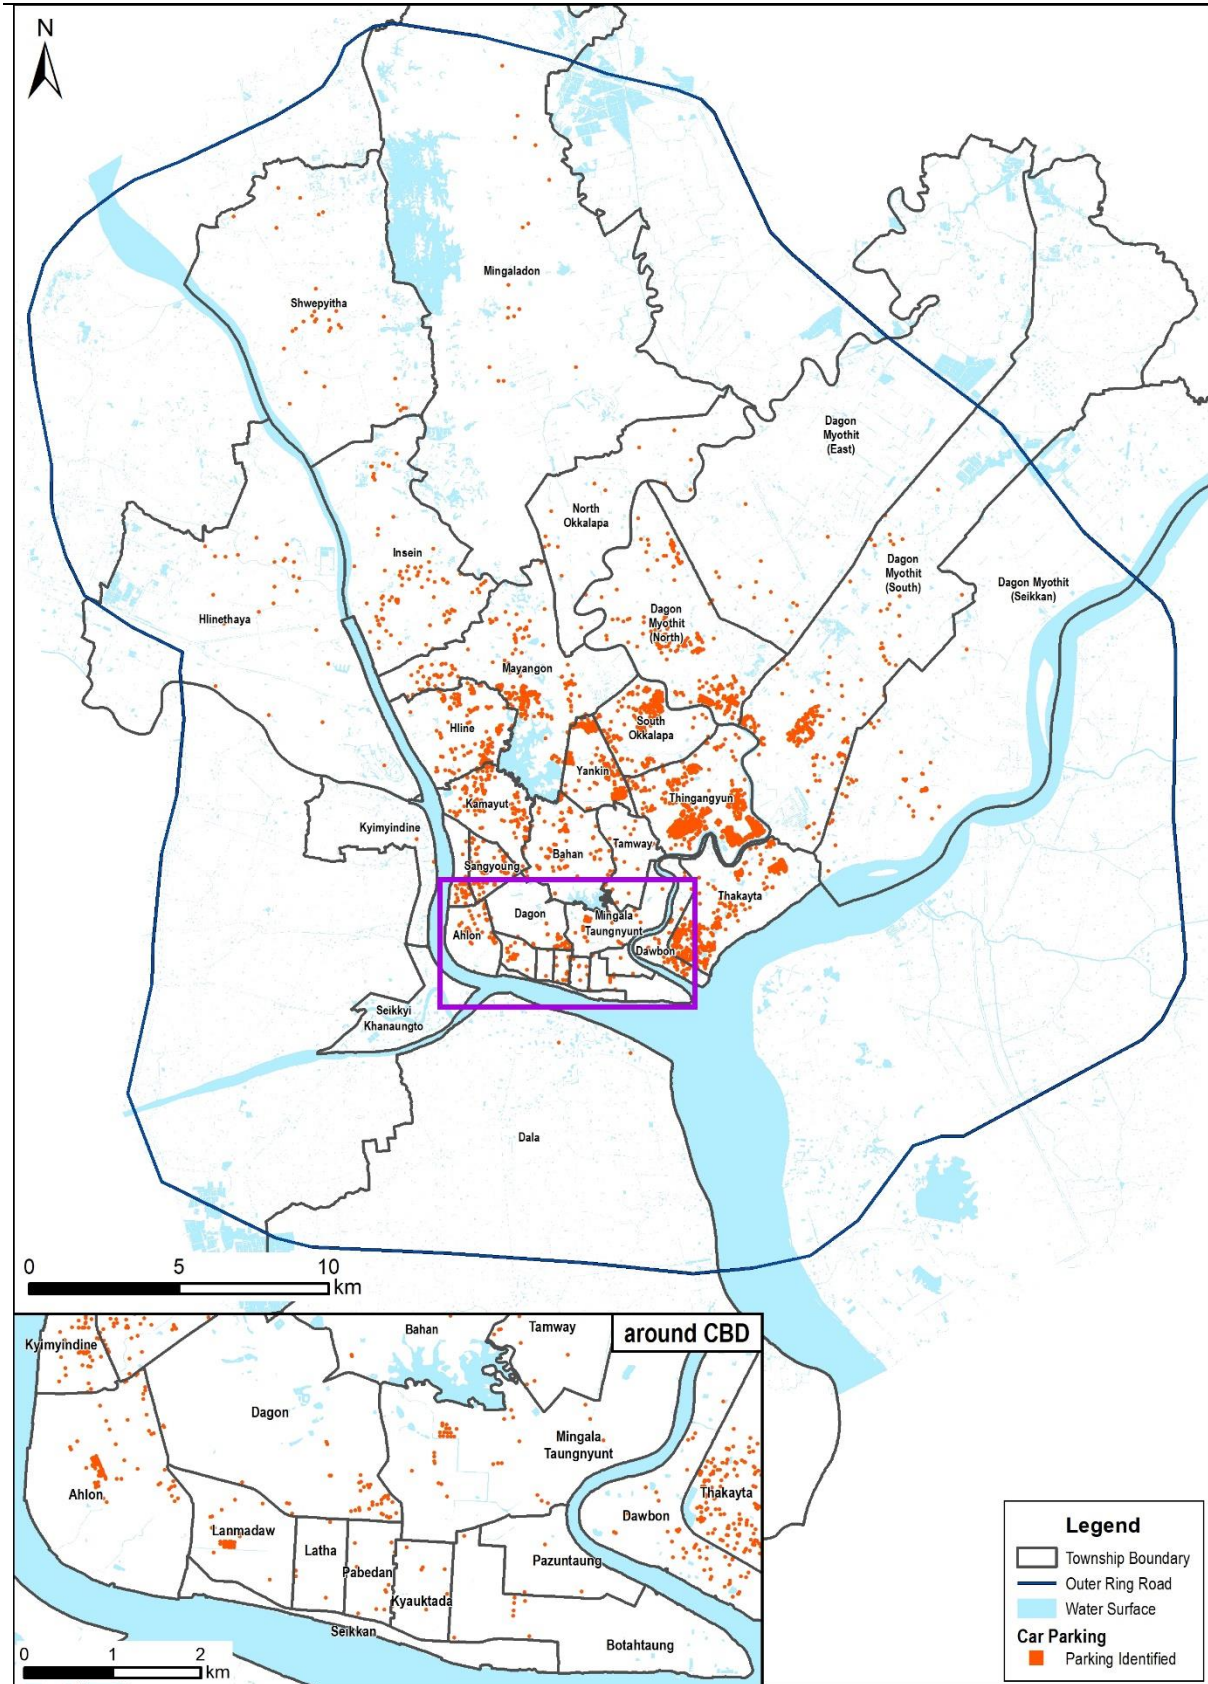 N
Mingaladon
Shwepyitha
Dagon
Myothit
(East)
North
Okkalapa
Insein
Dagon
Myothit
(South)
Dagon Myothit
(Seikkan)
Hlinethaya
Dagon
Myothit
(North)
Mayangon
Hline
South
Okkalapa
Yankin
Kamayut
Thingangyun
Kyimyindine
Tamway
Bahan
Sangyoung
Thakayta
Dagon
Mingala
Taungnyunt
Ahlon
Dawbon
Seikkyi
Khanaungto
Dala
0 5 10
km
around CBD
Kyimyindine
Bahan
Tamway
Dagon
Mingala
Taungnyunt
Ahlon
Thakayta
Dawbon
Lanmadaw
Latha
Pabedan
Pazuntaung
Kyauktada
Seikkan
Botahtaung
0 1 2
km
Legend
Township Boundary
Outer Ring Road
Water Surface
Car Parking
Parking Identified